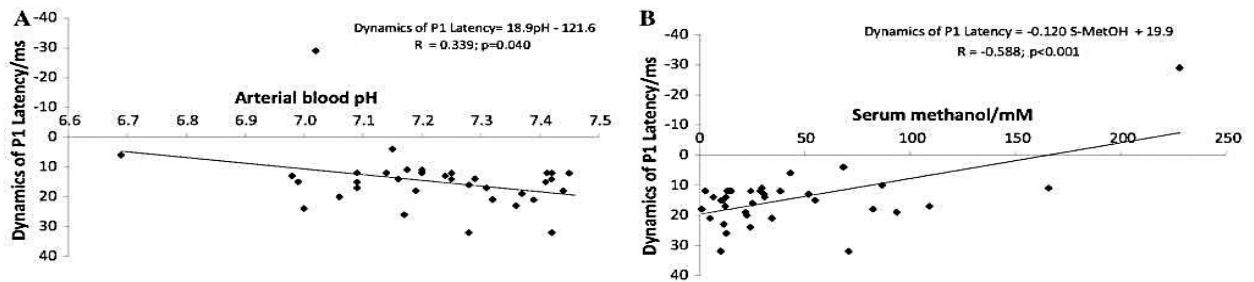 A
Dynamics of P1 Latency= 18.9pH - 121.6
R = 0.339; p=0.040
Dynamics of P1 Latency/ms
-40
-30
-20
-10
0
10
20
30
40
Arterial blood pH
6.6 6.7 6.8 6.9 7.0 7.1 7.2 7.3 7.4 7.5
B
Dynamics of P1 Latency = -0.120 S-MetOH + 19.9
R = -0.588; p<0.001
Dynamics of P1 Latency/ms
-40
-30
-20
-10
0
10
20
30
40
Serum methanol/mM
0 50 100 150 200 250